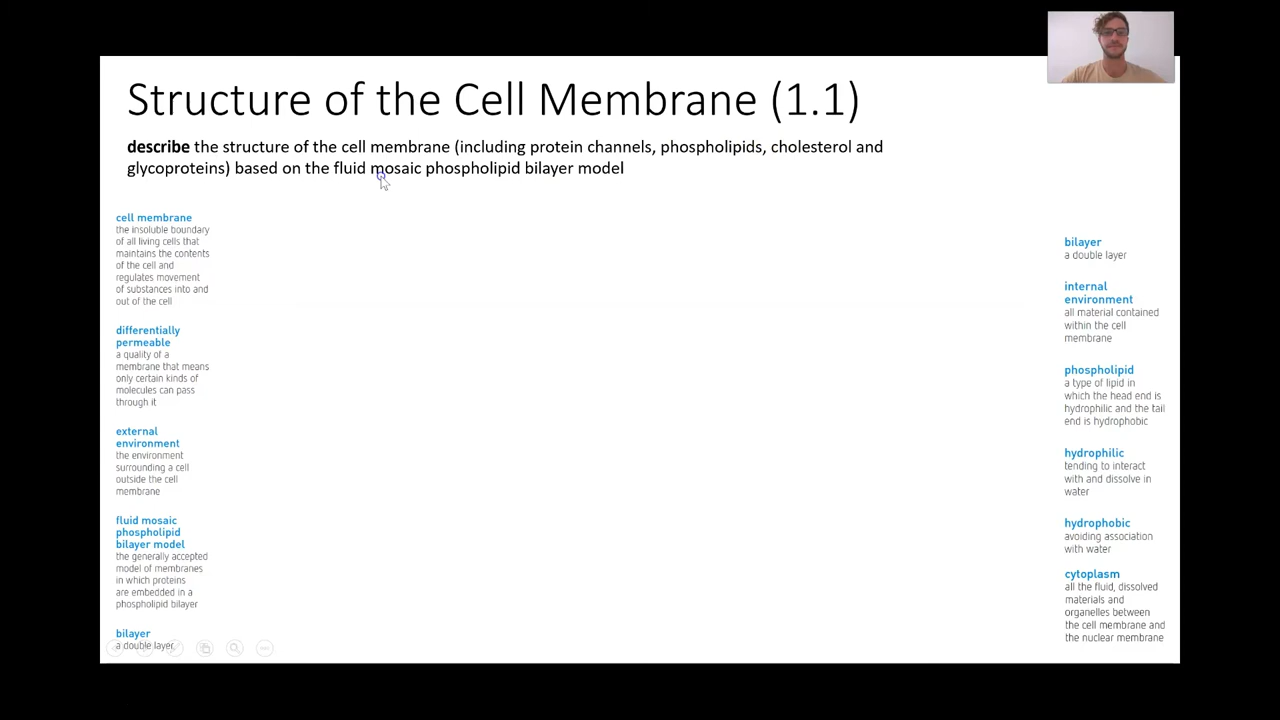 Structure of the Cell Membrane (1.1)
describe the structure of the cell membrane (including protein channels, phospholipids, cholesterol and
glycoproteins) based on the fluid mosaic phospholipid bilayer model
cell membrane
the insoluble boundary
of all living cells that
maintains the contents
of the cell and
regulates movement
of substances into and
out of the cell
differentially
permeable
a quality of a
membrane that means
only certain kinds of
molecules can pass
through it
external
environment
the environment
surrounding a cell
outside the cell
membrane
fluid mosaic
phospholipid
bilayer model
the generally accepted
model of membranes
in which proteins
are embedded in a
phospholipid bilayer
bilayer
a double layer
bilayer
a double layer
internal
environment
all material contained
within the cell
membrane
phospholipid
a type of lipid in
which the head end is
hydrophilic and the tail
end is hydrophobic
hydrophilic
tending to interact
with and dissolve in
water
hydrophobic
avoiding association
with water
cytoplasm
all the fluid, dissolved
materials and
organelles between
the cell membrane and
the nuclear membrane